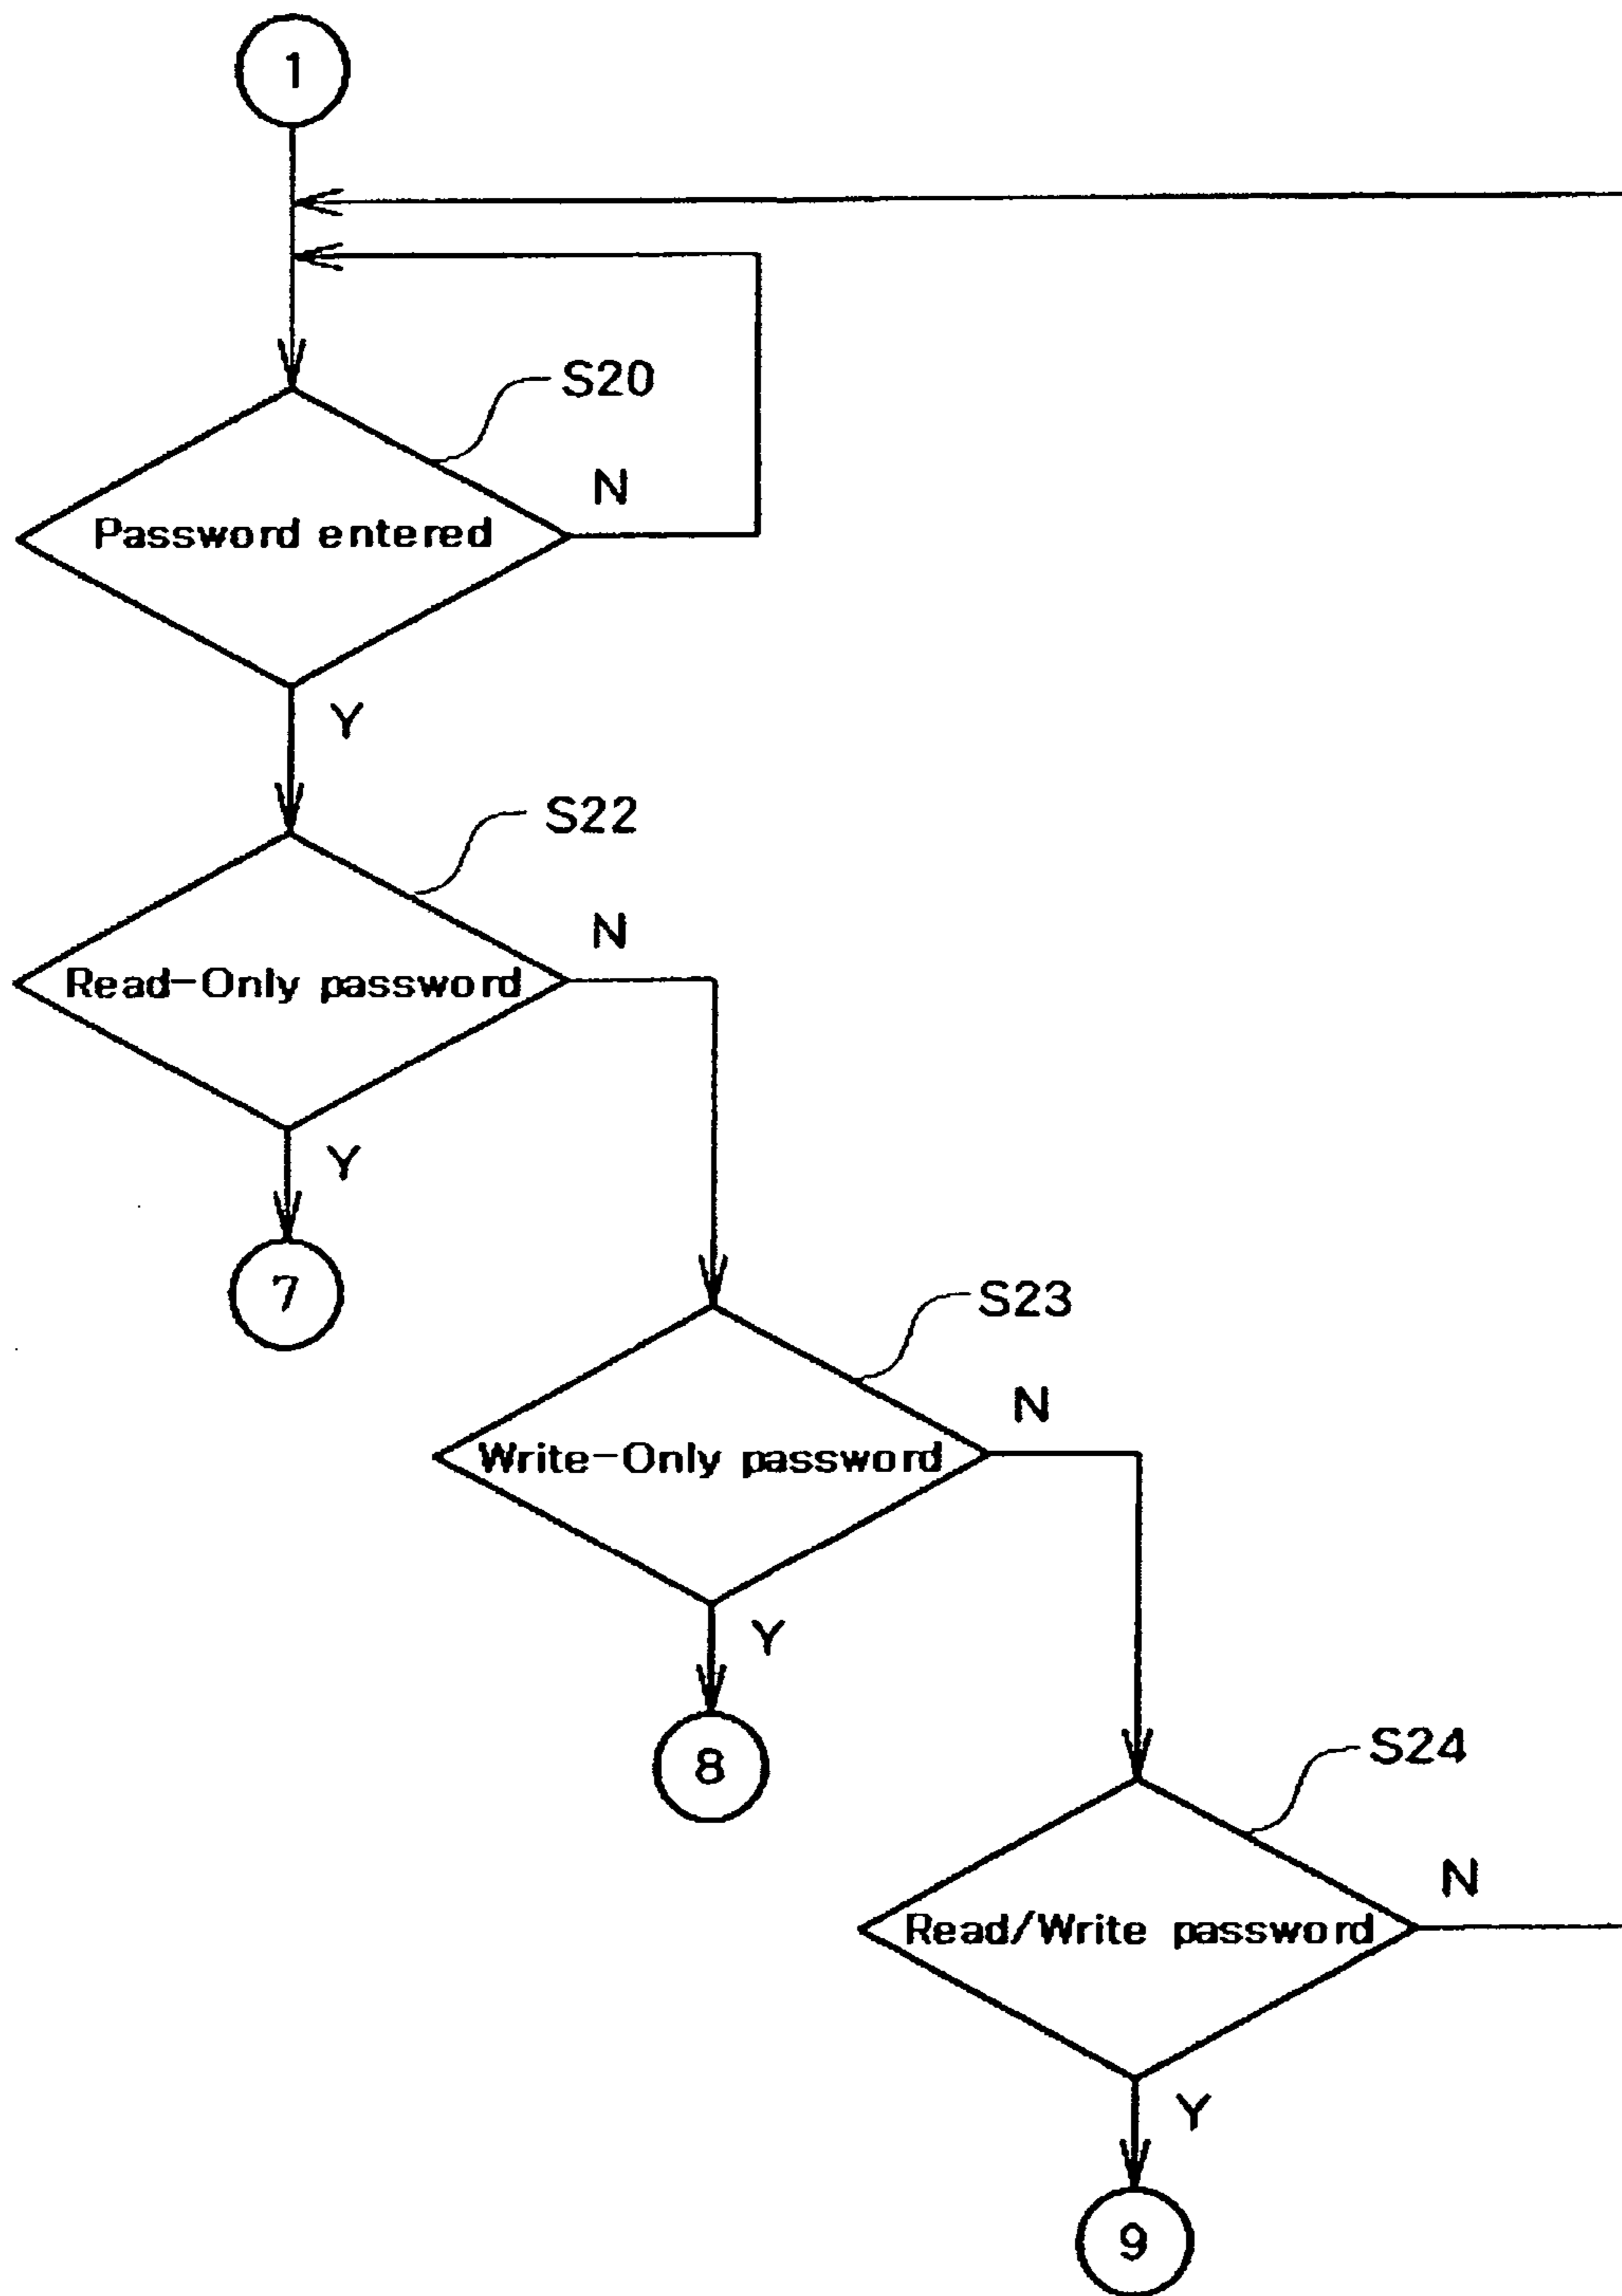 1
S20
N
Password entered
Y
S22
N
Read-Only password
Y
7
S23
N
Write-Only password
Y
8
S24
N
Read/Write password
Y
9